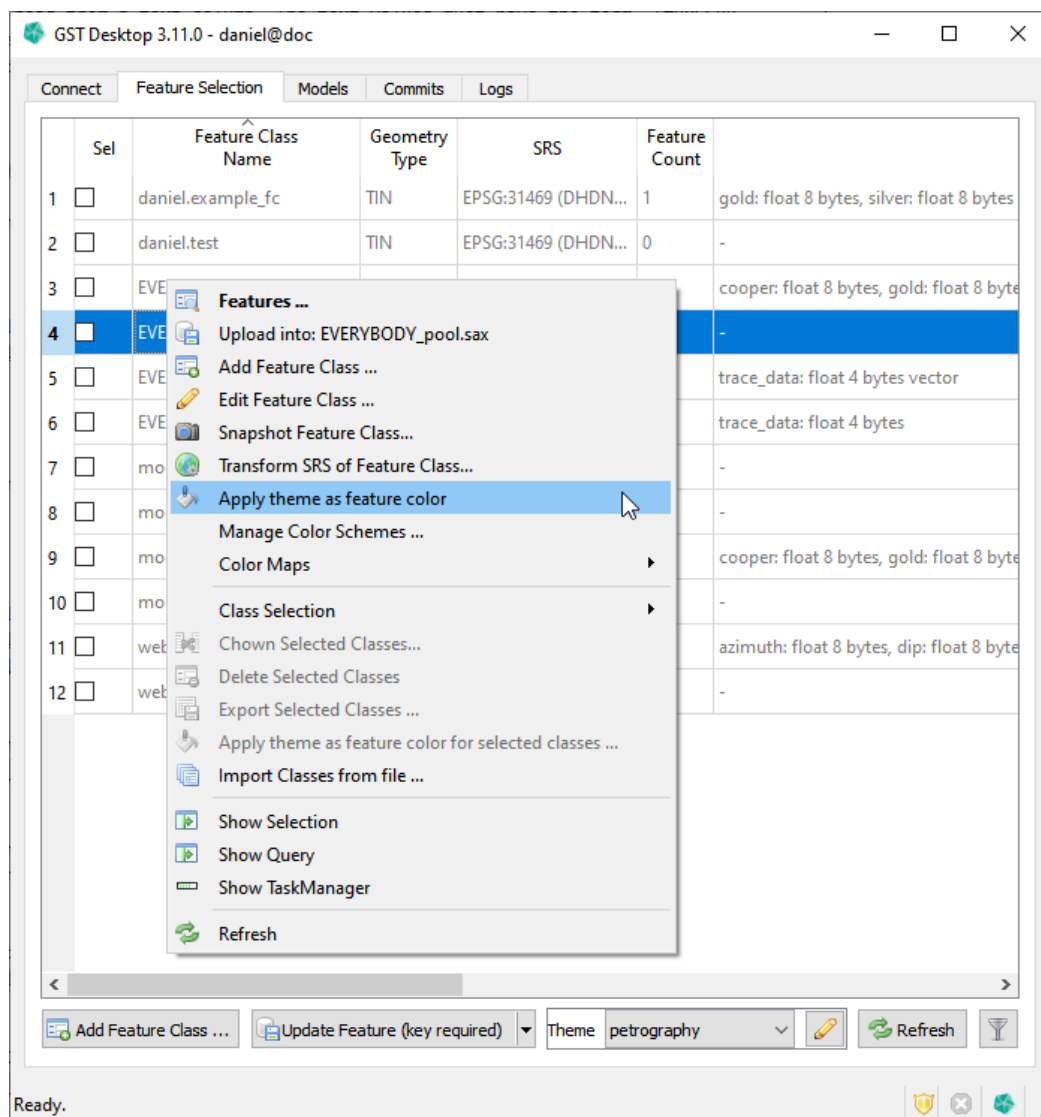 GST Desktop 3.11.0 - daniel@doc
Connect Feature Selection Models Commits Logs
Sel Feature Class Name Geometry Type SRS Feature Count
1 daniel.example_fc TIN EPSG:31469 (DHDN... 1 gold: float 8 bytes, silver: float 8 bytes
2 daniel.test TIN EPSG:31469 (DHDN... 0 -
3 EVE cooper: float 8 bytes, gold: float 8 byte
4 EVE -
5 EVE trace_data: float 4 bytes vector
6 EVE trace_data: float 4 bytes
7 mo -
8 mo -
9 mo cooper: float 8 bytes, gold: float 8 byte
10 mo -
11 web azimuth: float 8 bytes, dip: float 8 byte
12 web -
Features ...
Upload into: EVERYBODY_pool.sax
Add Feature Class ...
Edit Feature Class ...
Snapshot Feature Class...
Transform SRS of Feature Class...
Apply theme as feature color
Manage Color Schemes ...
Color Maps
Class Selection
Chown Selected Classes...
Delete Selected Classes
Export Selected Classes ...
Apply theme as feature color for selected classes ...
Import Classes from file ...
Show Selection
Show Query
Show TaskManager
Refresh
Add Feature Class ... Update Feature (key required) Theme petrography Refresh
Ready.